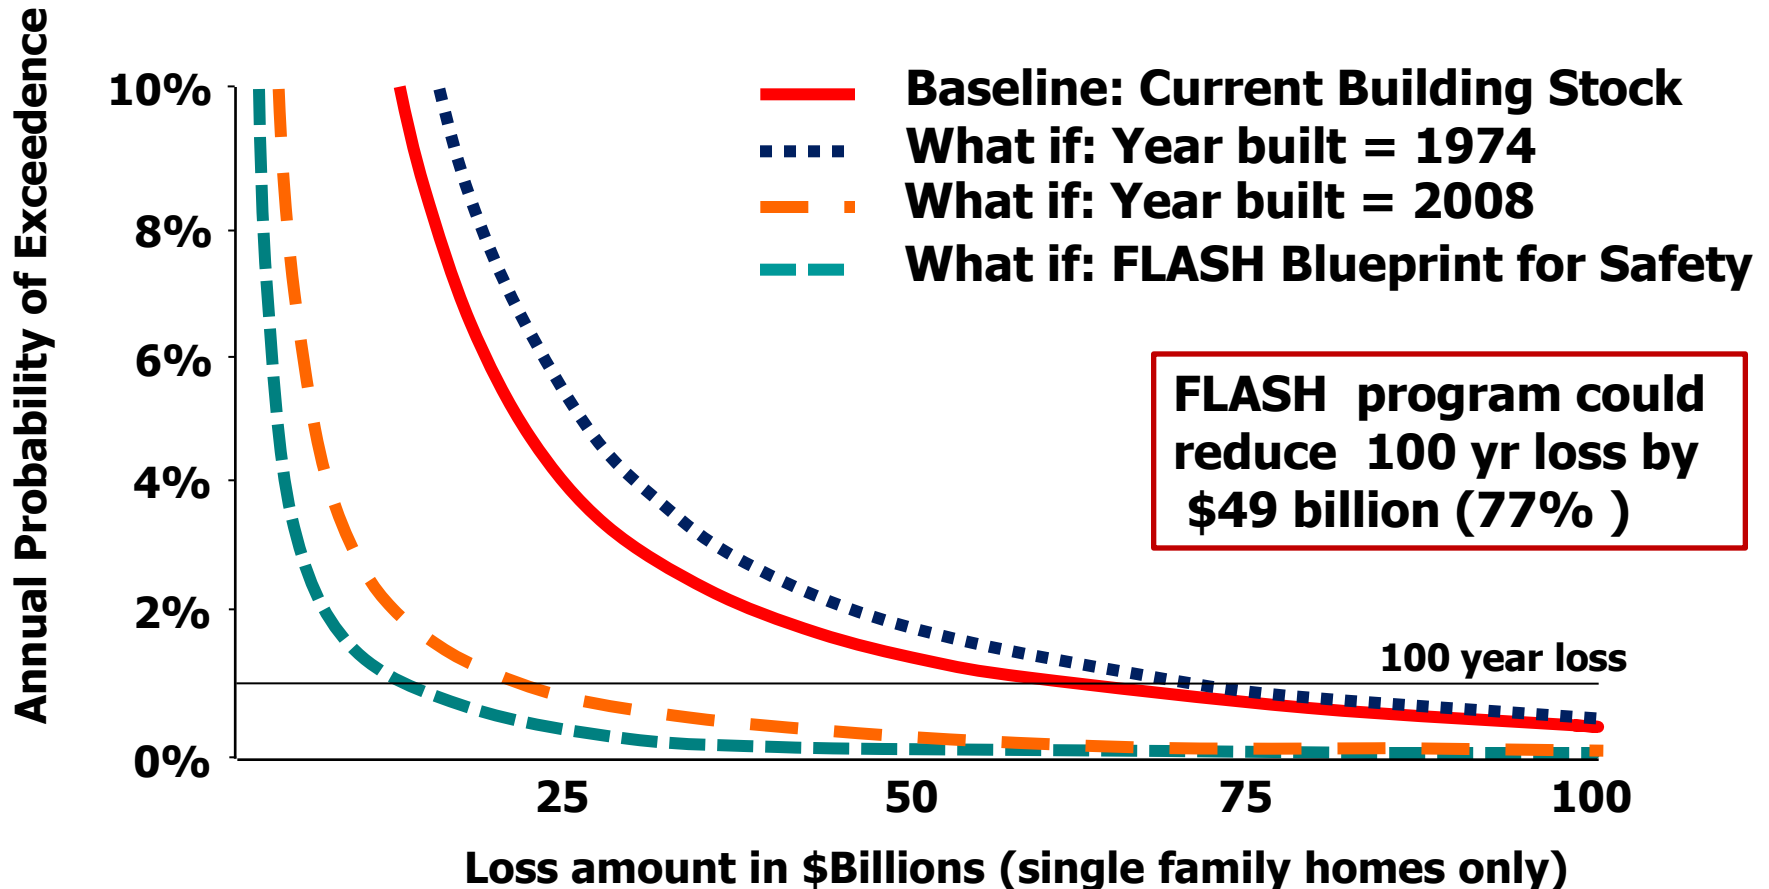 Annual Probability of Exceedence
10%
8%
6%
4%
2%
0%
Baseline: Current Building Stock
What if: Year built = 1974
What if: Year built = 2008
What if: FLASH Blueprint for Safety
FLASH program could
reduce 100 yr loss by
$49 billion (77% )
100 year loss
25 50 75 100
Loss amount in $Billions (single family homes only)